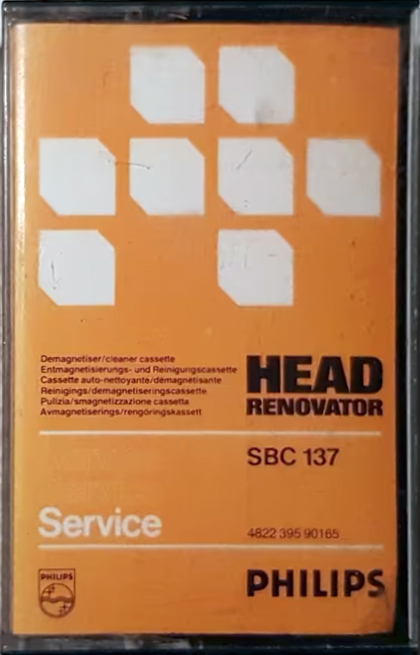 Demagnetiser/cleaner cassette
Entmagnetisierungs- und Reinigungscassette
Cassette auto-nettoyante/démagnétisante
Reinigings/demagnetiseringscassette
Pulizia/smagnetizzazione cassetta
Avmagnetiserings/rengöringskassett
HEAD
RENOVATOR
SBC 137
Service
4822 395 90165
PHILIPS
PHILIPS